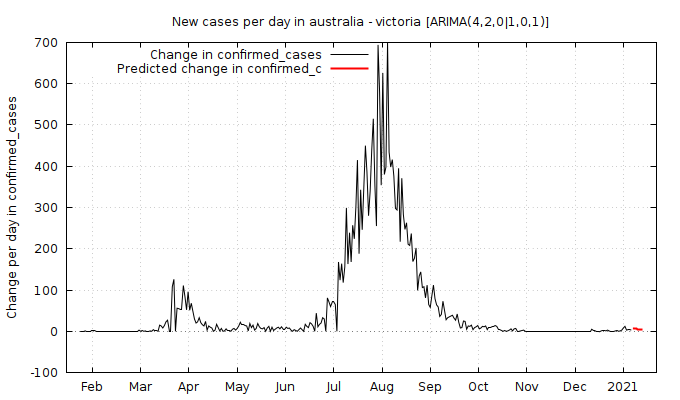 New cases per day in australia - victoria [ARIMA(4,2,0|1,0,1)]
Change in confirmed_cases
Predicted change in confirmed_c
Change per day in confirmed_cases
700
600
500
400
300
200
100
0
-100
Feb Mar Apr May Jun Jul Aug Sep Oct Nov Dec 2021